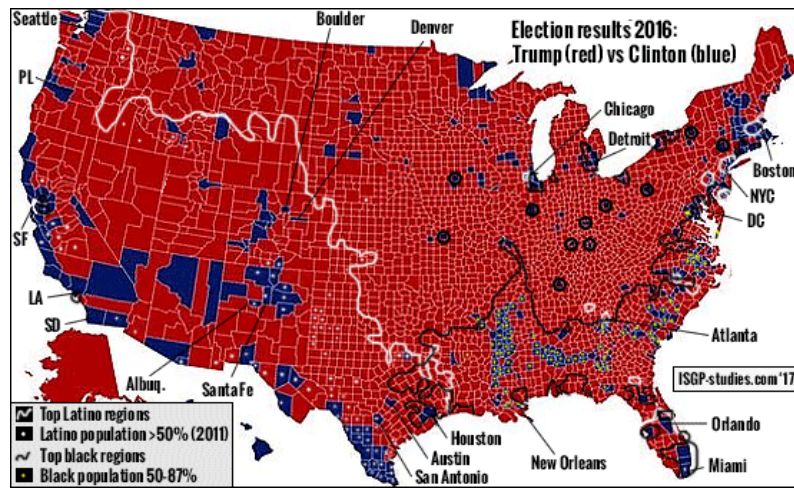 Seattle
Boulder
Denver
Election results 2016:
Trump (red) vs Clinton (blue)
PL
Chicago
Detroit
Boston
NYC
DC
SF
LA
SD
Atlanta
Albuq.
Santa Fe
ISGP-studies.com '17
Top Latino regions
Latino population >50% (2011)
Top black regions
Black population 50-87%
Houston
Austin
San Antonio
New Orleans
Orlando
Miami